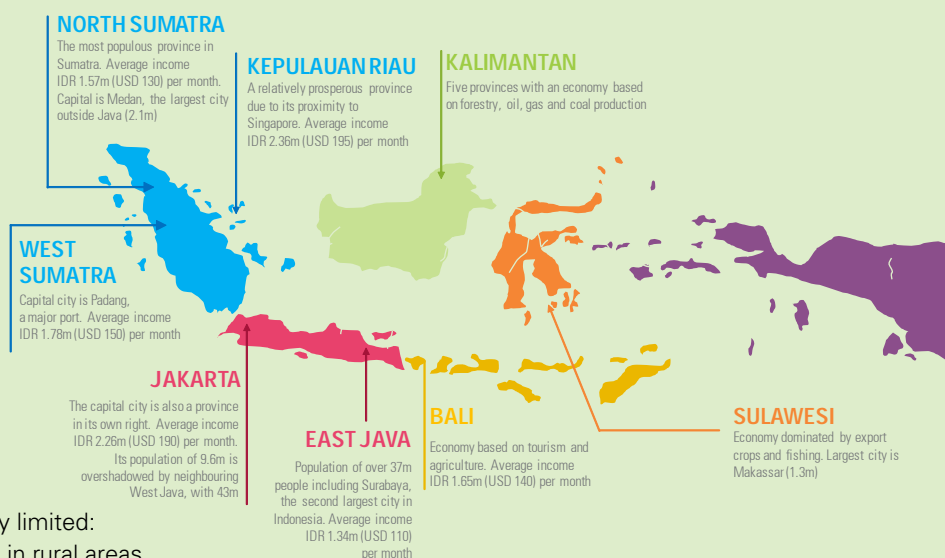 NORTH SUMATRA
The most populous province in
Sumatra. Average income
IDR 1.57m (USD 130) per month.
Capital is Medan, the largest city
outside Java (2.1m)
KEPULAUAN RIAU
A relatively prosperous province
due to its proximity to
Singapore. Average income
IDR 2.36m (USD 195) per month
KALIMANTAN
Five provinces with an economy based
on forestry, oil, gas and coal production
WEST
SUMATRA
Capital city is Padang,
a major port. Average income
IDR 1.78m (USD 150) per month
JAKARTA
The capital city is also a province
in its own right. Average income
IDR 2.26m (USD 190) per month.
Its population of 9.6m is
overshadowed by neighbouring
West Java, with 43m
EAST JAVA
Population of over 37m
people including Surabaya,
the second largest city in
Indonesia. Average income
IDR 1.34m (USD 110)
per month
BALI
Economy based on tourism and
agriculture. Average income
IDR 1.65m (USD 140) per month
SULAWESI
Economy dominated by export
crops and fishing. Largest city is
Makassar (1.3m)
y limited:
in rural areas